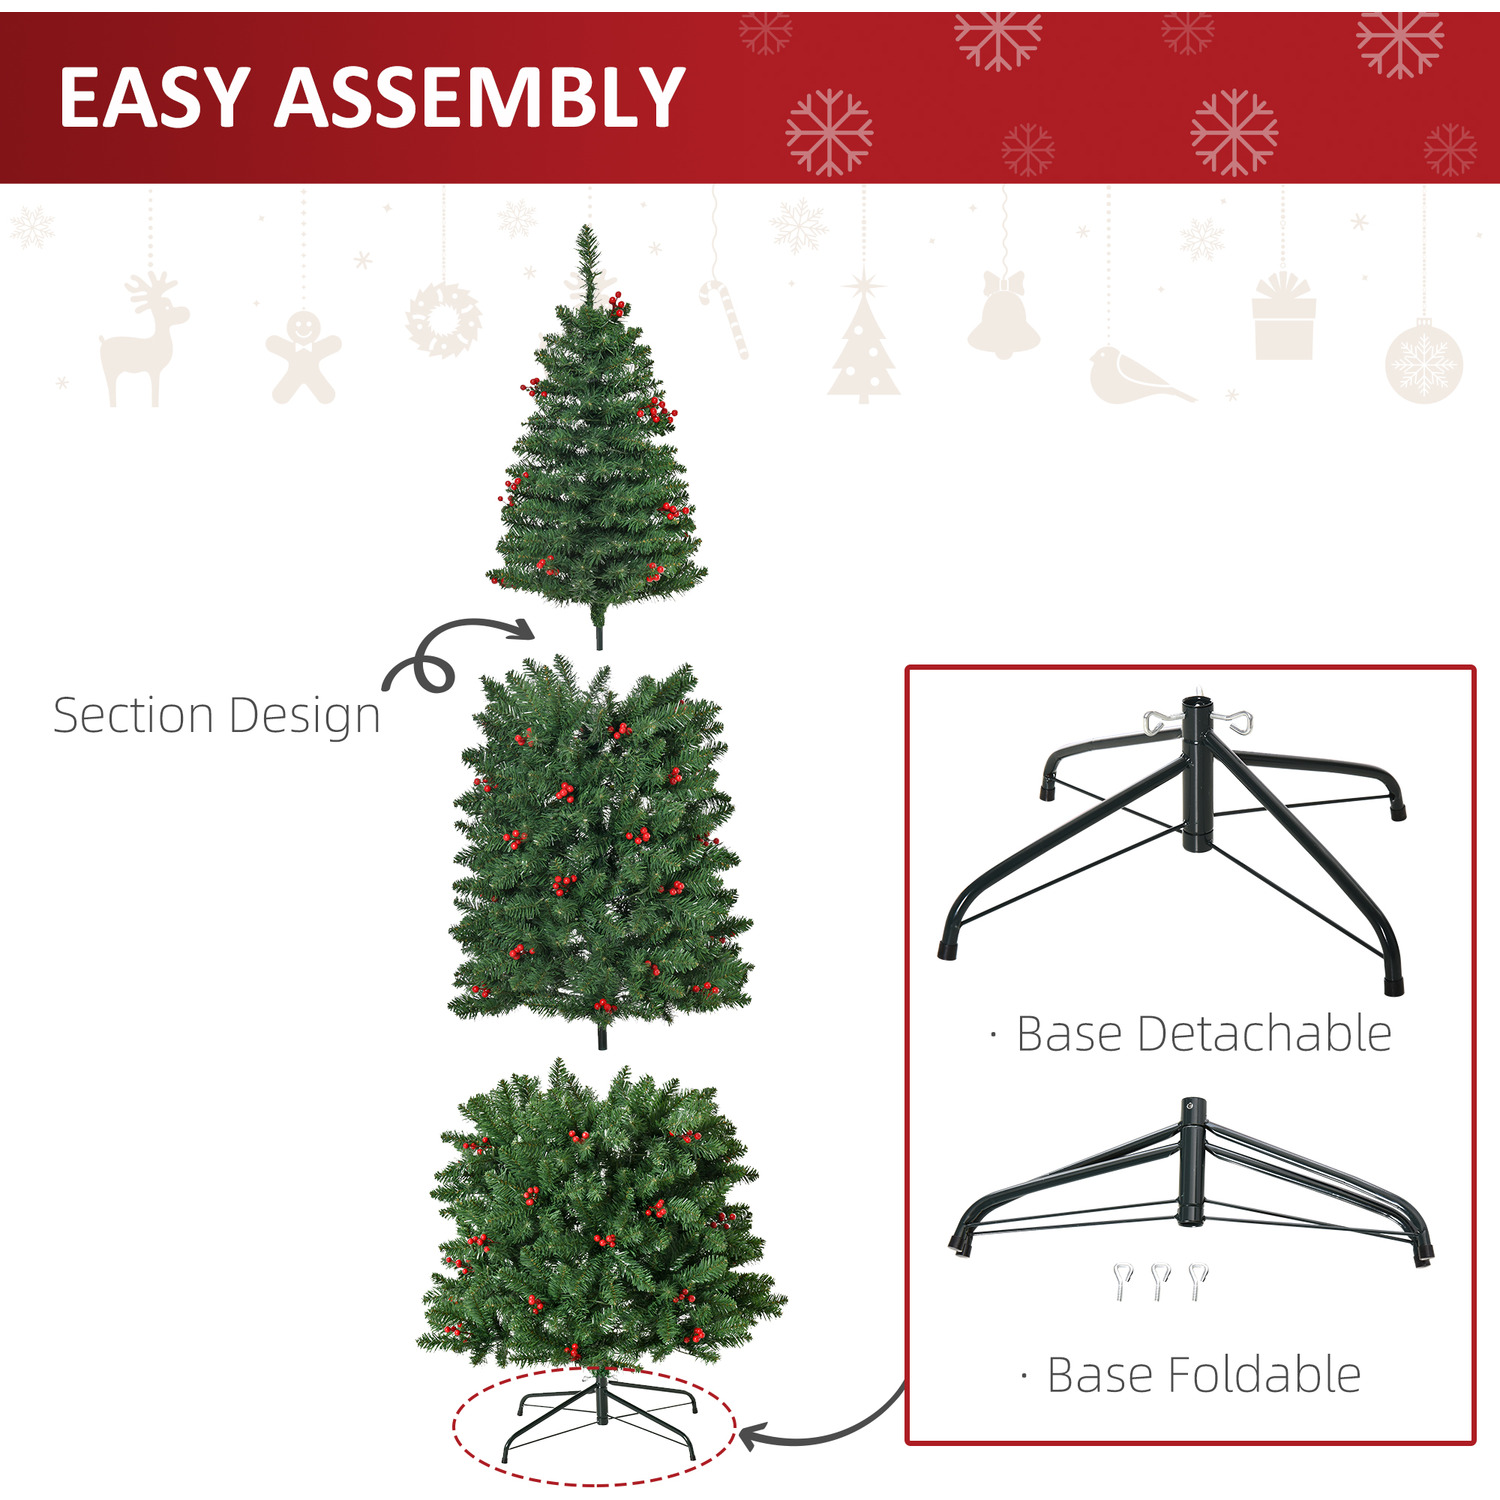 EASY ASSEMBLY
Section Design
· Base Detachable
· Base Foldable